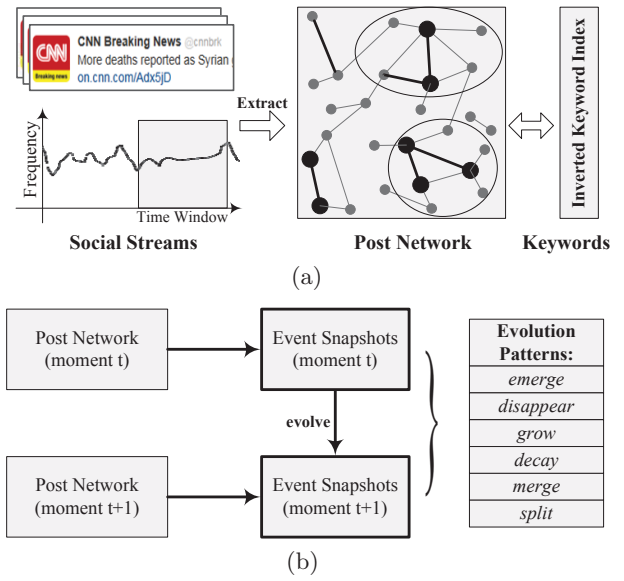 CNN
Breaking news
CNN Breaking News @cnnbrk
More deaths reported as Syrian
on.cnn.com/Adx5jD
Frequency
Time Window
Social Streams
Extract
Post Network
Inverted Keyword Index
Keywords
(a)
Post Network
(moment t)
Event Snapshots
(moment t)
evolve
Post Network
(moment t+1)
Event Snapshots
(moment t+1)
Evolution
Patterns:
emerge
disappear
grow
decay
merge
split
(b)